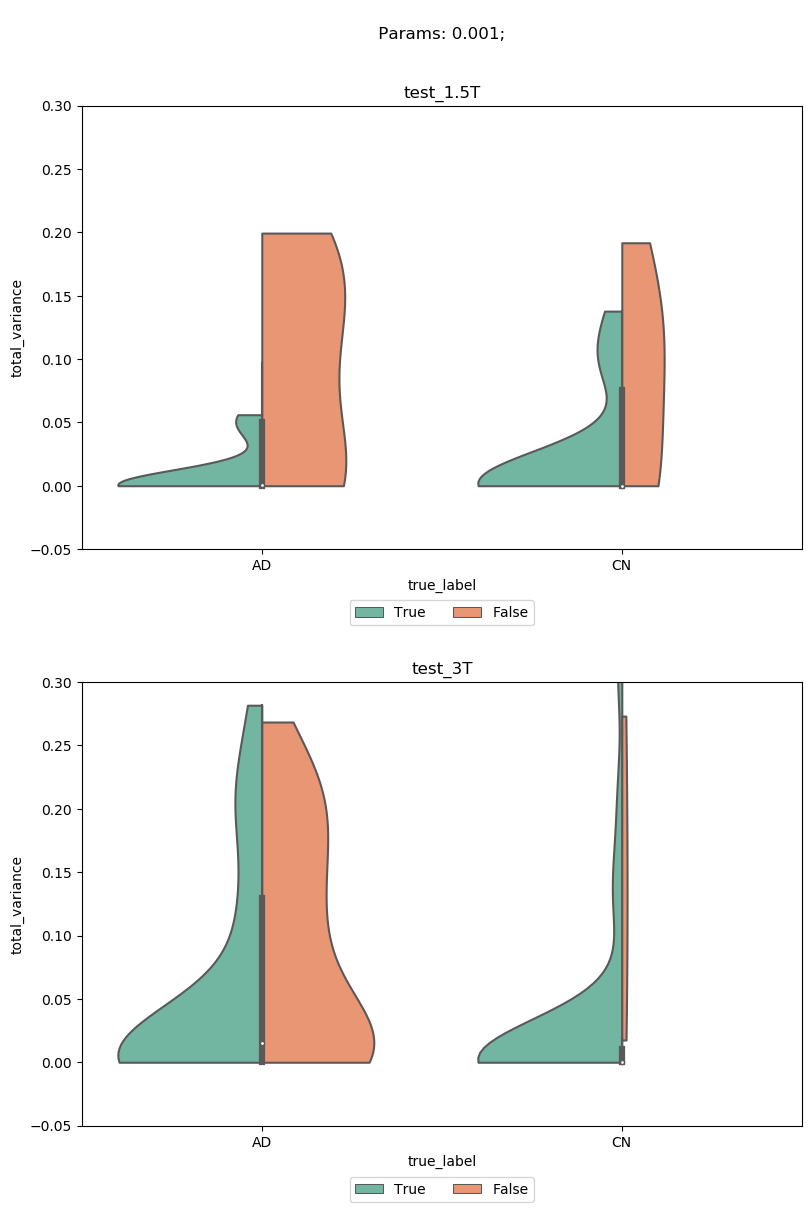 Params: 0.001;
test_1.5T
0.30
0.25
0.20
0.15
0.10
0.05
0.00
−0.05
total_variance
AD CN
true_label
True False
test_3T
0.30
0.25
0.20
0.15
0.10
0.05
0.00
−0.05
total_variance
AD CN
true_label
True False